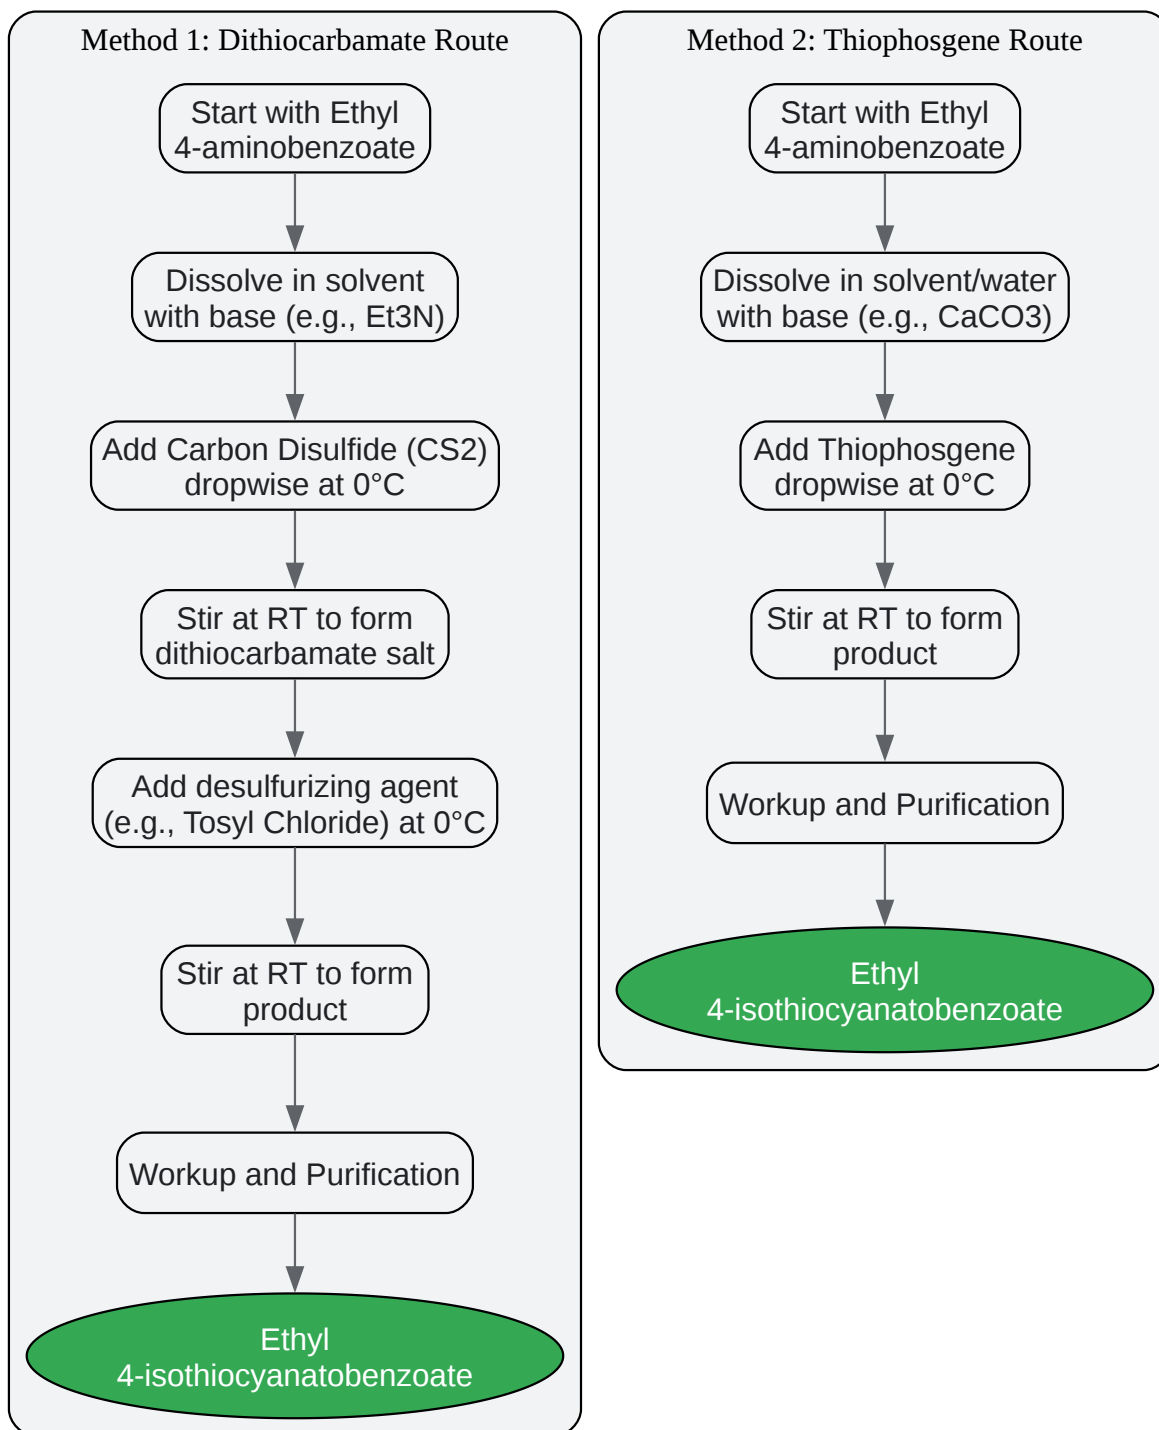 Method 1: Dithiocarbamate Route
Start with Ethyl
4-aminobenzoate
Dissolve in solvent
with base (e.g., Et3N)
Add Carbon Disulfide (CS2)
dropwise at 0°C
Stir at RT to form
dithiocarbamate salt
Add desulfurizing agent
(e.g., Tosyl Chloride) at 0°C
Stir at RT to form
product
Workup and Purification
Ethyl
4-isothiocyanatobenzoate
Method 2: Thiophosgene Route
Start with Ethyl
4-aminobenzoate
Dissolve in solvent/water
with base (e.g., CaCO3)
Add Thiophosgene
dropwise at 0°C
Stir at RT to form
product
Workup and Purification
Ethyl
4-isothiocyanatobenzoate